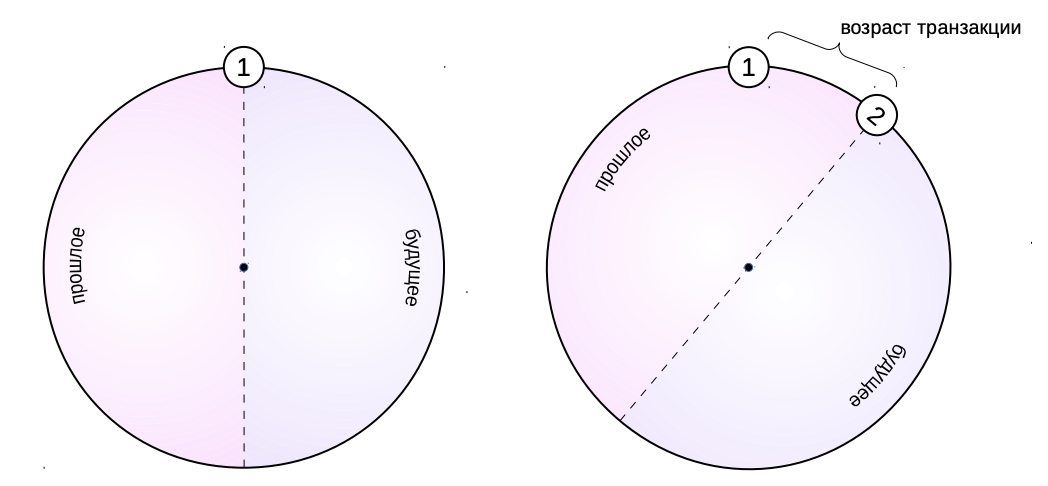 возраст транзакции
1
прошлое
будущее
1
2
прошлое
будущее